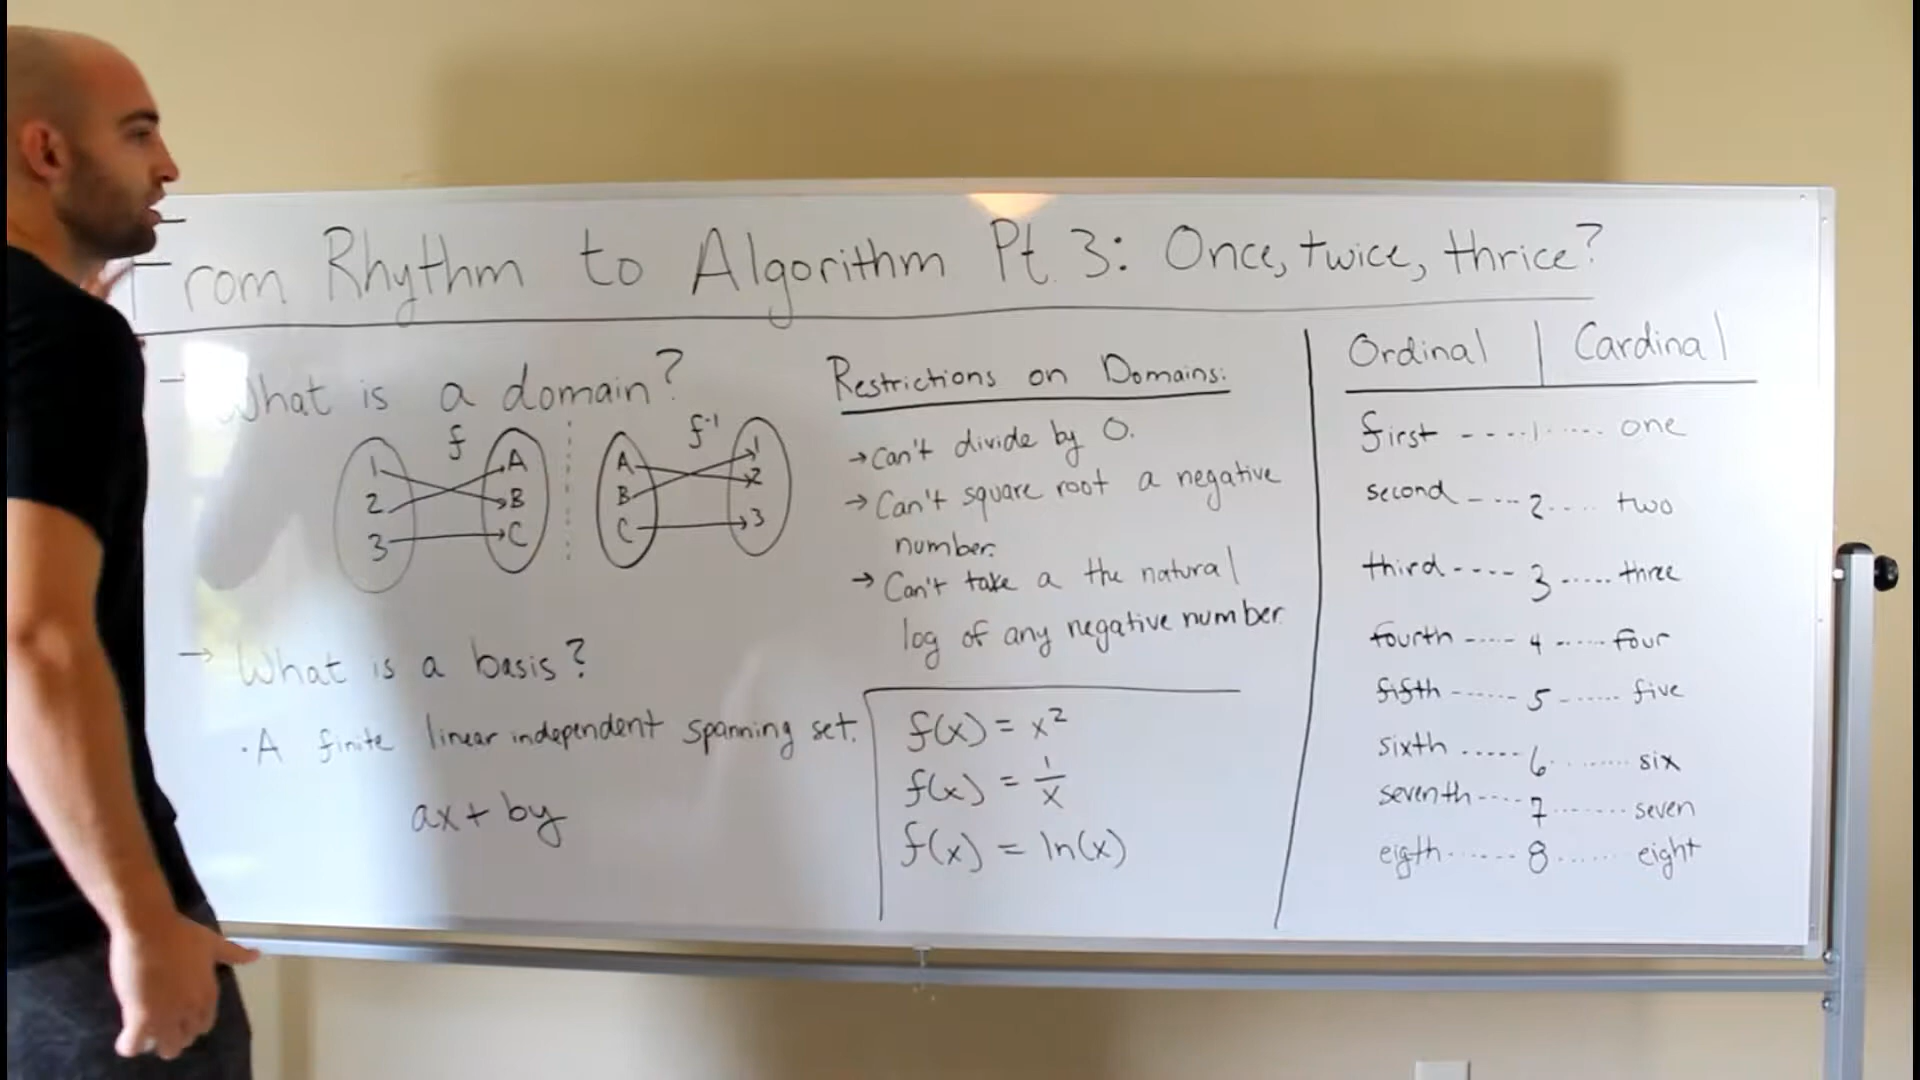 From Rhythm to Algorithm Pt. 3: Once, twice, thrice?
→ What is a domain?
f
1
2
3
A
B
C
f⁻¹
A
B
C
1
2
3
→ What is a basis?
· A finite linear independent spanning set.
ax + by
Restrictions on Domains:
→ Can't divide by 0.
→ Can't square root a negative
number.
→ Can't take a the natural
log of any negative number.
f(x) = x²
f(x) = 1/x
f(x) = ln(x)
Ordinal | Cardinal
first ----1----- one
second ----2.... two
third ---- 3 ..... three
fourth ----- 4 ----- four
fifth ------ 5 ------ five
sixth ..... 6 ....... six
seventh ---- 7 ....... seven
eigth ...... 8 ...... eight